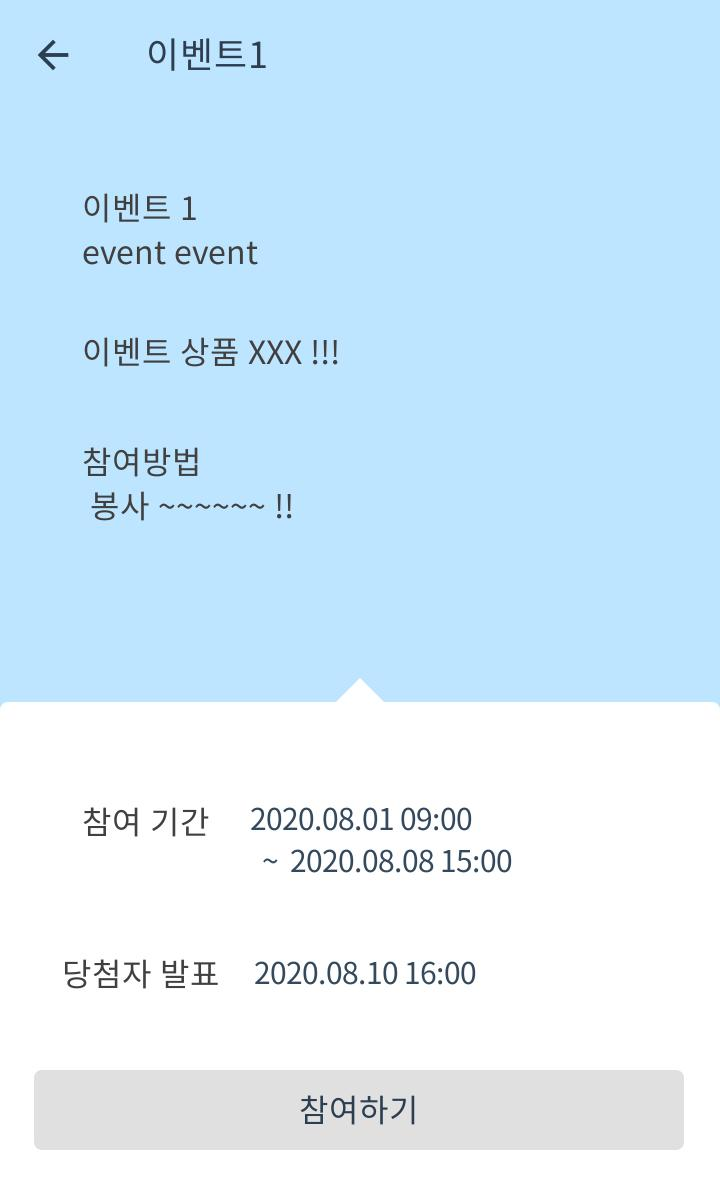 이벤트1
이벤트 1
event event
이벤트 상품 XXX !!!
참여방법
봉사 ~~~~~~ !!
참여 기간 2020.08.01 09:00
~ 2020.08.08 15:00
당첨자 발표 2020.08.10 16:00
참여하기